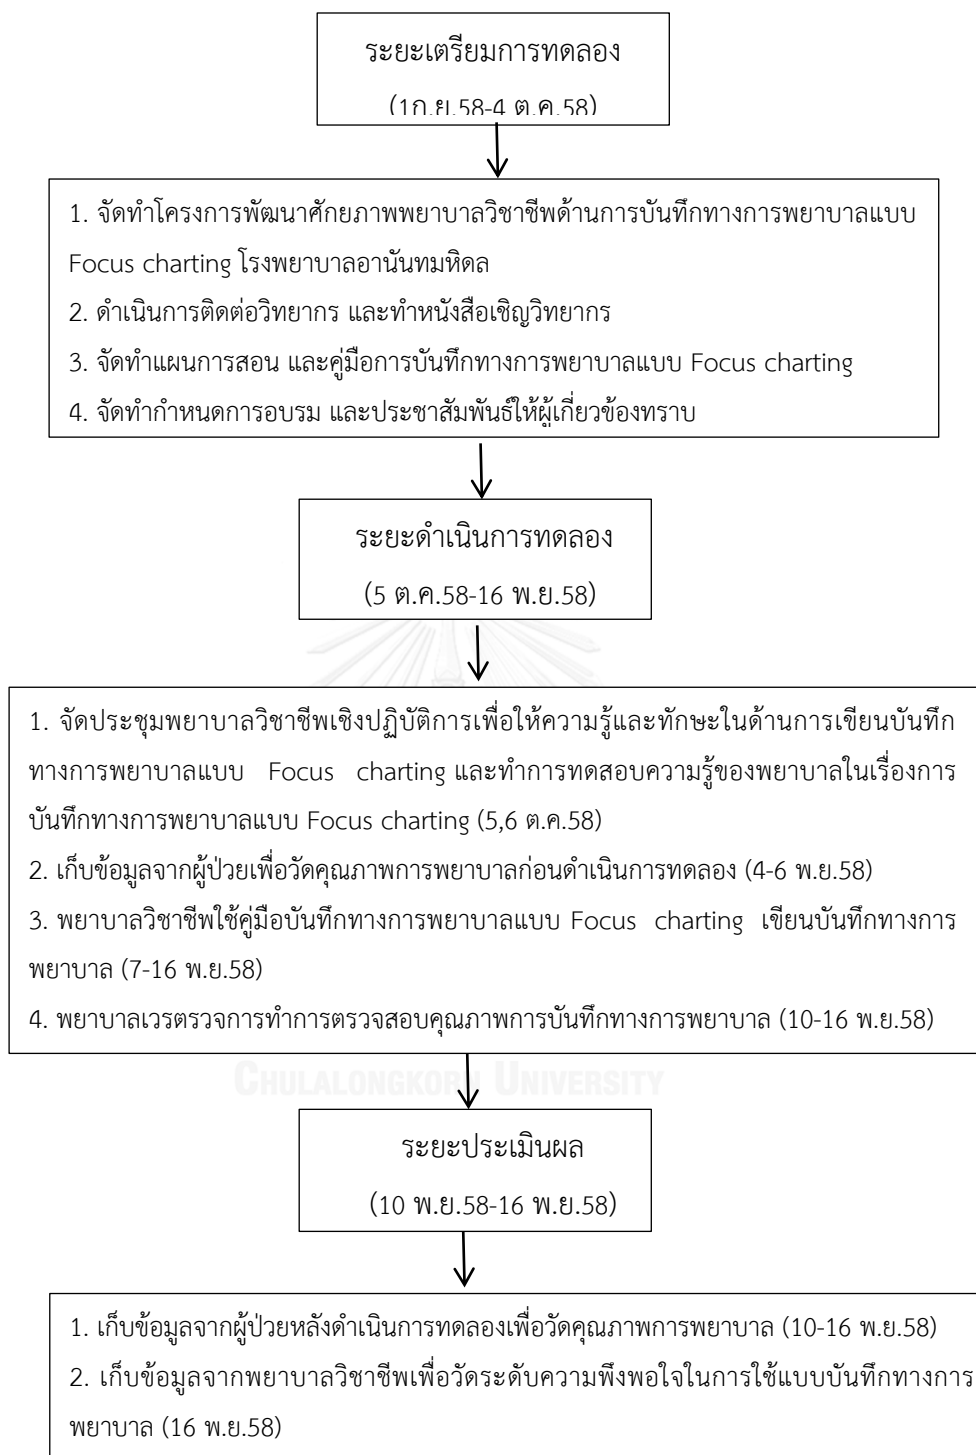 ระยะเตรียมการทดลอง
(1ก.ย.58-4 ต.ค.58)
1. จัดทำโครงการพัฒนาศักยภาพพยาบาลวิชาชีพด้านการบันทึกทางการพยาบาลแบบ
Focus charting โรงพยาบาลอานันทมหิดล
2. ดำเนินการติดต่อวิทยากร และทำหนังสือเชิญวิทยากร
3. จัดทำแผนการสอน และคู่มือการบันทึกทางการพยาบาลแบบ Focus charting
4. จัดทำกำหนดการอบรม และประชาสัมพันธ์ให้ผู้เกี่ยวข้องทราบ
ระยะดำเนินการทดลอง
(5 ต.ค.58-16 พ.ย.58)
1. จัดประชุมพยาบาลวิชาชีพเชิงปฏิบัติการเพื่อให้ความรู้และทักษะในด้านการเขียนบันทึก
ทางการพยาบาลแบบ Focus charting และทำการทดสอบความรู้ของพยาบาลในเรื่องการ
บันทึกทางการพยาบาลแบบ Focus charting (5,6 ต.ค.58)
2. เก็บข้อมูลจากผู้ป่วยเพื่อวัดคุณภาพการพยาบาลก่อนดำเนินการทดลอง (4-6 พ.ย.58)
3. พยาบาลวิชาชีพใช้คู่มือบันทึกทางการพยาบาลแบบ Focus charting เขียนบันทึกทางการ
พยาบาล (7-16 พ.ย.58)
4. พยาบาลเวรตรวจการทำการตรวจสอบคุณภาพการบันทึกทางการพยาบาล (10-16 พ.ย.58)
CHULALONGKORN UNIVERSITY
ระยะประเมินผล
(10 พ.ย.58-16 พ.ย.58)
1. เก็บข้อมูลจากผู้ป่วยหลังดำเนินการทดลองเพื่อวัดคุณภาพการพยาบาล (10-16 พ.ย.58)
2. เก็บข้อมูลจากพยาบาลวิชาชีพเพื่อวัดระดับความพึงพอใจในการใช้แบบบันทึกทางการ
พยาบาล (16 พ.ย.58)